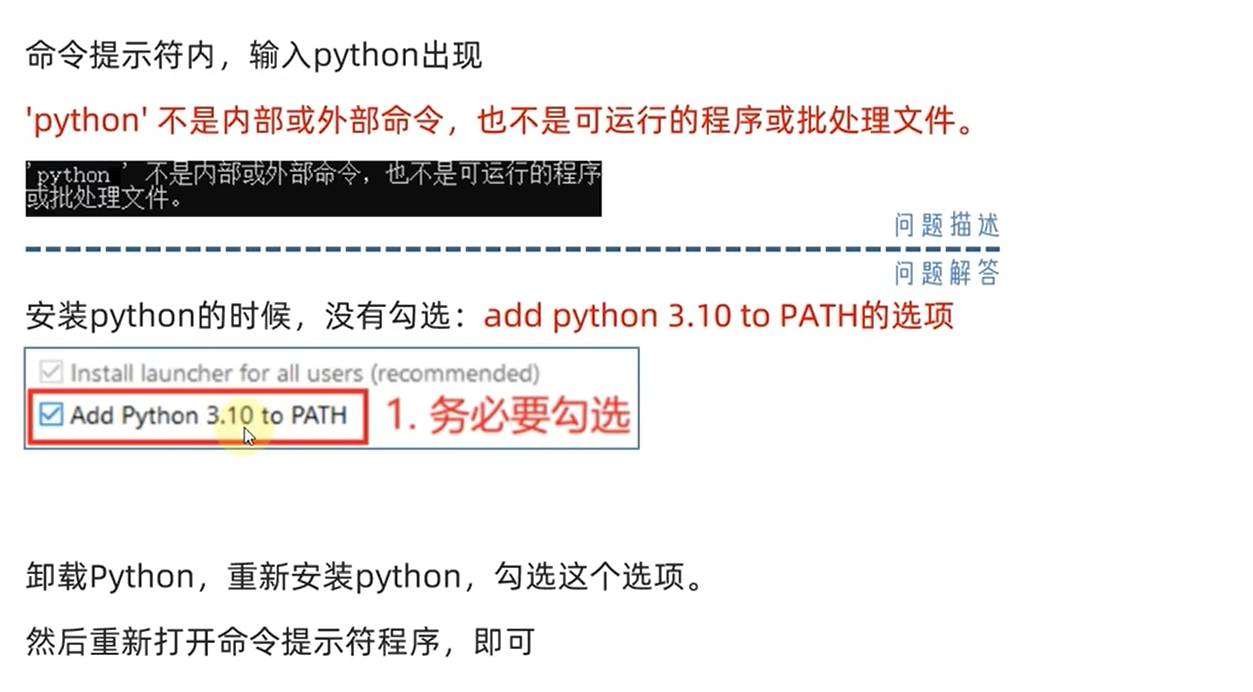 命令提示符内，输入python出现
'python' 不是内部或外部命令，也不是可运行的程序或批处理文件。
'python' 不是内部或外部命令，也不是可运行的程序
或批处理文件。
问题描述
问题解答
安装python的时候，没有勾选：add python 3.10 to PATH的选项
Install launcher for all users (recommended)
Add Python 3.10 to PATH 1. 务必要勾选
卸载Python，重新安装python，勾选这个选项。
然后重新打开命令提示符程序，即可